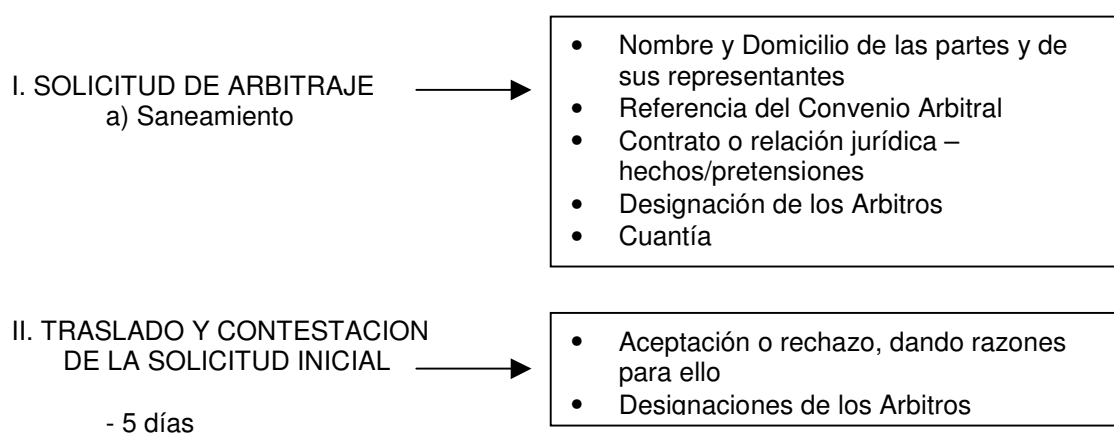 I. SOLICITUD DE ARBITRAJE
a) Saneamiento
• Nombre y Domicilio de las partes y de
sus representantes
• Referencia del Convenio Arbitral
• Contrato o relación jurídica –
hechos/pretensiones
• Designación de los Arbitros
• Cuantía
II. TRASLADO Y CONTESTACION
DE LA SOLICITUD INICIAL
- 5 días
• Aceptación o rechazo, dando razones
para ello
• Designaciones de los Arbitros